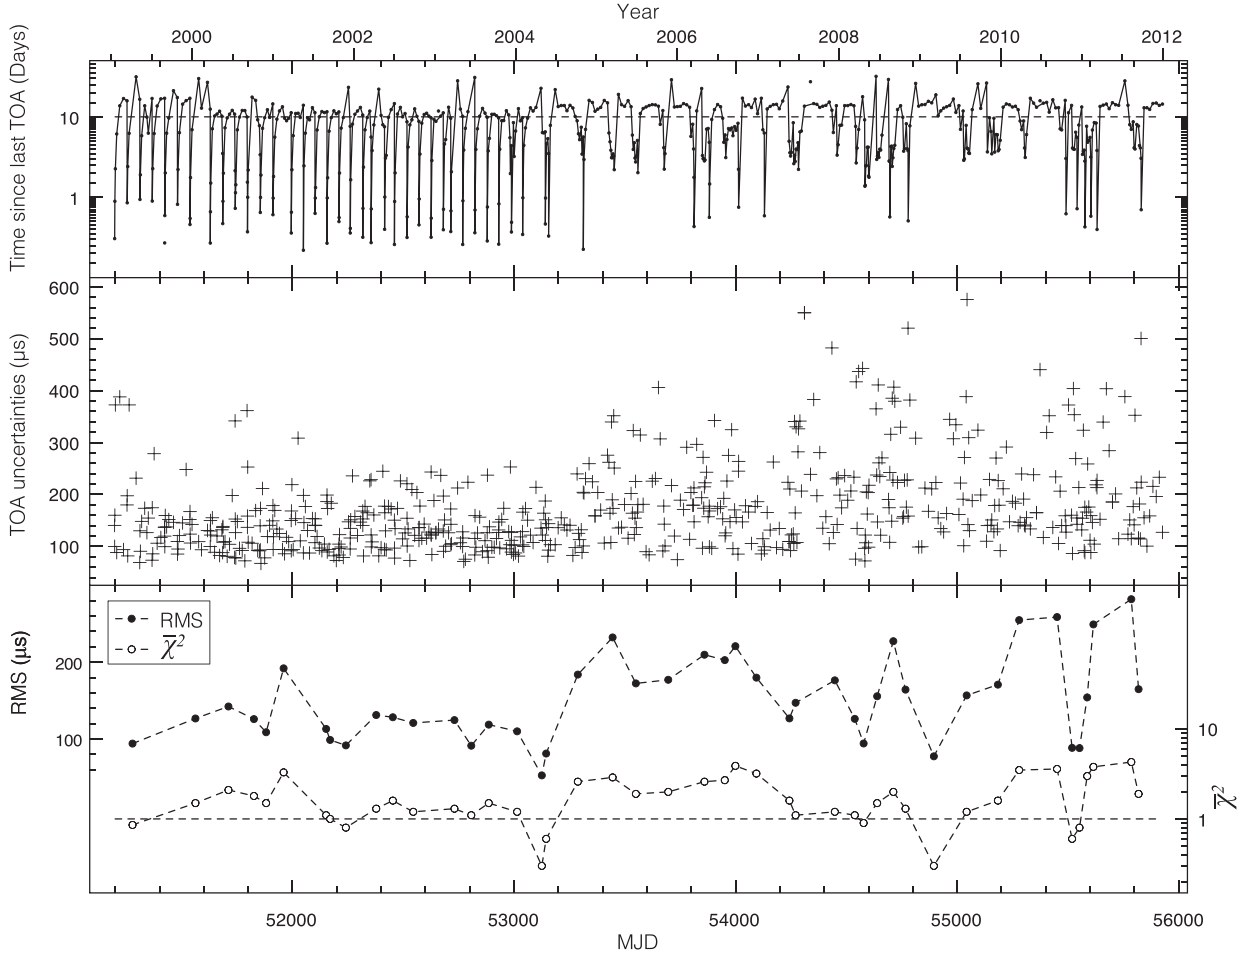 Year
2000 2002 2004 2006 2008 2010 2012
Time since last TOA (Days)
10
1
TOA uncertainties (μs)
600
500
400
300
200
100
RMS
χ̅²
RMS (μs)
200
100
10
1
χ̅²
52000 53000 54000 55000 56000
MJD